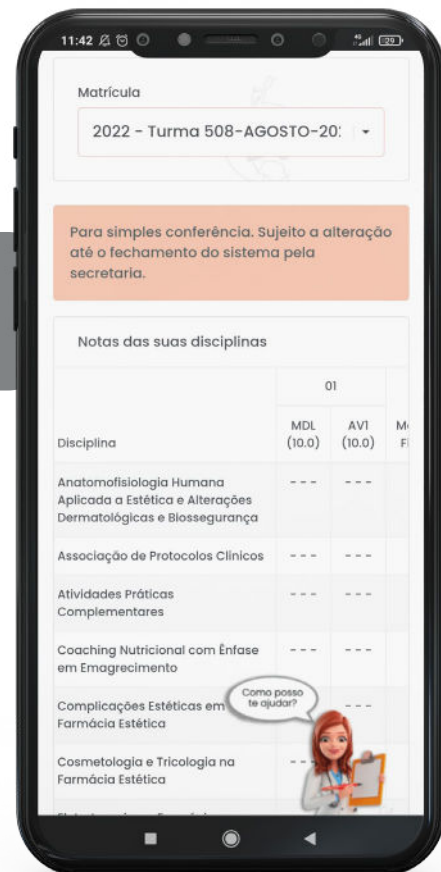 11:42
4G
29
Matrícula
2022 - Turma 508-AGOSTO-20
Para simples conferência. Sujeito a alteração
até o fechamento do sistema pela
secretaria.
Notas das suas disciplinas
01
Disciplina
MDL
(10.0)
AV1
(10.0)
Anatomofisiologia Humana
Aplicada a Estética e Alterações
Dermatológicas e Biossegurança
- - -
- - -
Associação de Protocolos Clínicos
- - -
- - -
Atividades Práticas
Complementares
- - -
- - -
Coaching Nutricional com Ênfase
em Emagrecimento
- - -
- - -
Complicações Estéticas em
Farmácia Estética
- - -
Como posso
te ajudar?
Cosmetologia e Tricologia na
Farmácia Estética